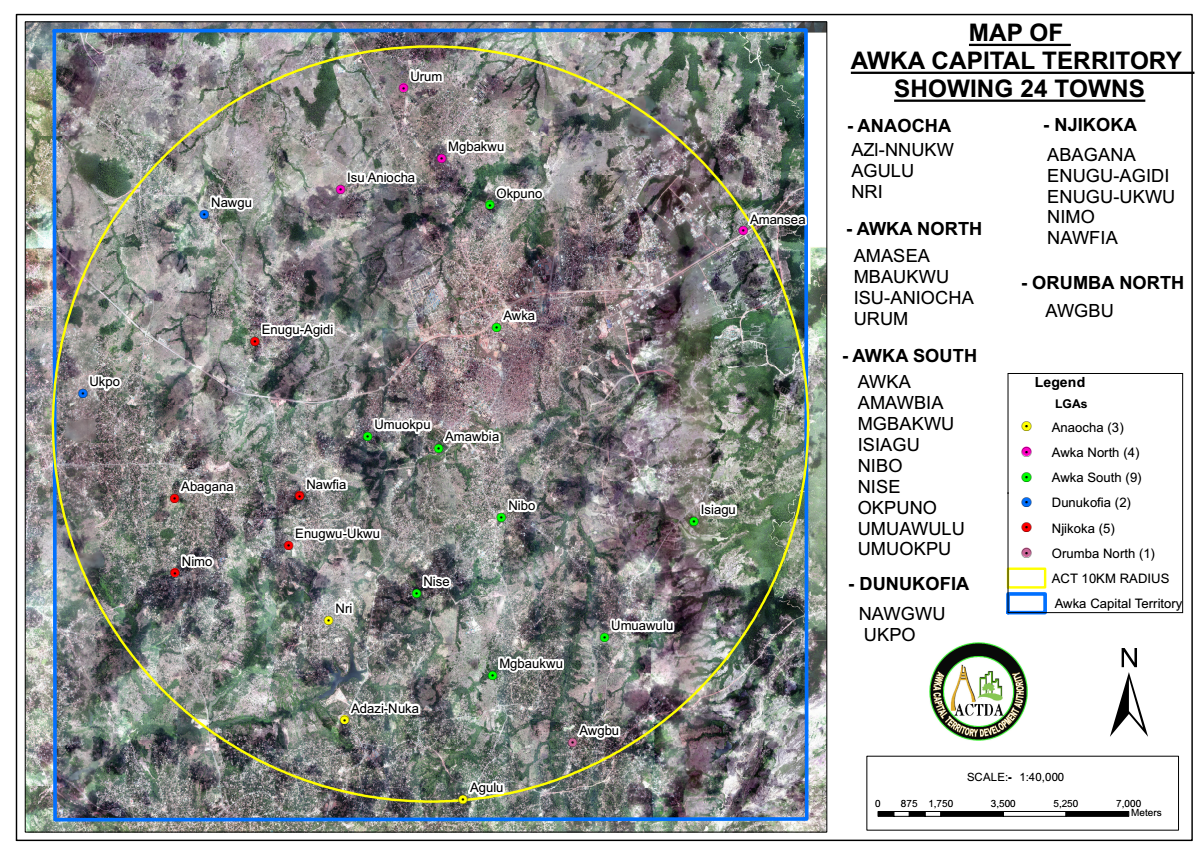 MAP OF
AWKA CAPITAL TERRITORY
SHOWING 24 TOWNS
- ANAOCHA
AZI-NNUKW
AGULU
NRI
- AWKA NORTH
AMASEA
MBAUKWU
ISU-ANIOCHA
URUM
- AWKA SOUTH
AWKA
AMAWBIA
MGBAKWU
ISIAGU
NIBO
NISE
OKPUNO
UMUAWULU
UMUOKPU
- DUNUKOFIA
NAWGWU
UKPO
- NJIKOKA
ABAGANA
ENUGU-AGIDI
ENUGU-UKWU
NIMO
NAWFIA
- ORUMBA NORTH
AWGBU
Legend
LGAs
Anaocha (3)
Awka North (4)
Awka South (9)
Dunukofia (2)
Njikoka (5)
Orumba North (1)
ACT 10KM RADIUS
Awka Capital Territory
Urum
Mgbakwu
Isu Aniocha
Okpuno
Nawgu
Amansea
Awka
Enugu-Agidi
Ukpo
Umuokpu
Amawbia
Abagana
Nawfia
Nibo
Isiagu
Enugwu-Ukwu
Nimo
Nise
Nri
Umuawulu
Mgbaukwu
Adazi-Nuka
Awgbu
Agulu
ACTDA
AWKA CAPITAL TERRITORY DEVELOPMENT AUTHORITY
N
SCALE:- 1:40,000
0 875 1,750 3,500 5,250 7,000
Meters